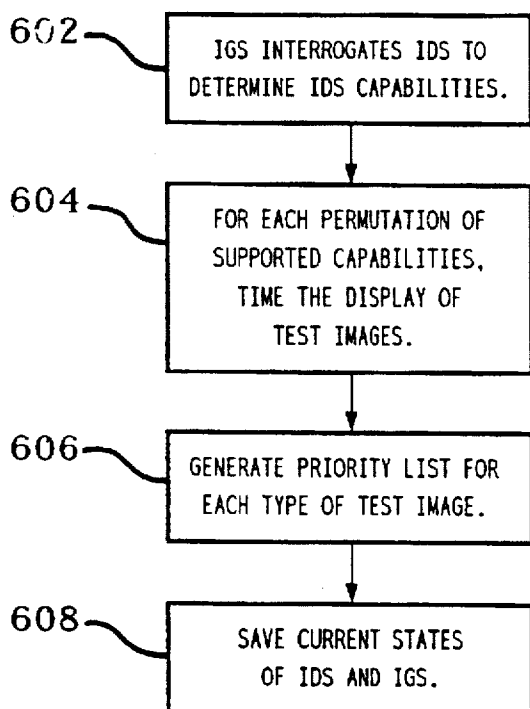 602
IGS INTERROGATES IDS TO
DETERMINE IDS CAPABILITIES.
604
FOR EACH PERMUTATION OF
SUPPORTED CAPABILITIES,
TIME THE DISPLAY OF
TEST IMAGES.
606
GENERATE PRIORITY LIST FOR
EACH TYPE OF TEST IMAGE.
608
SAVE CURRENT STATES
OF IDS AND IGS.